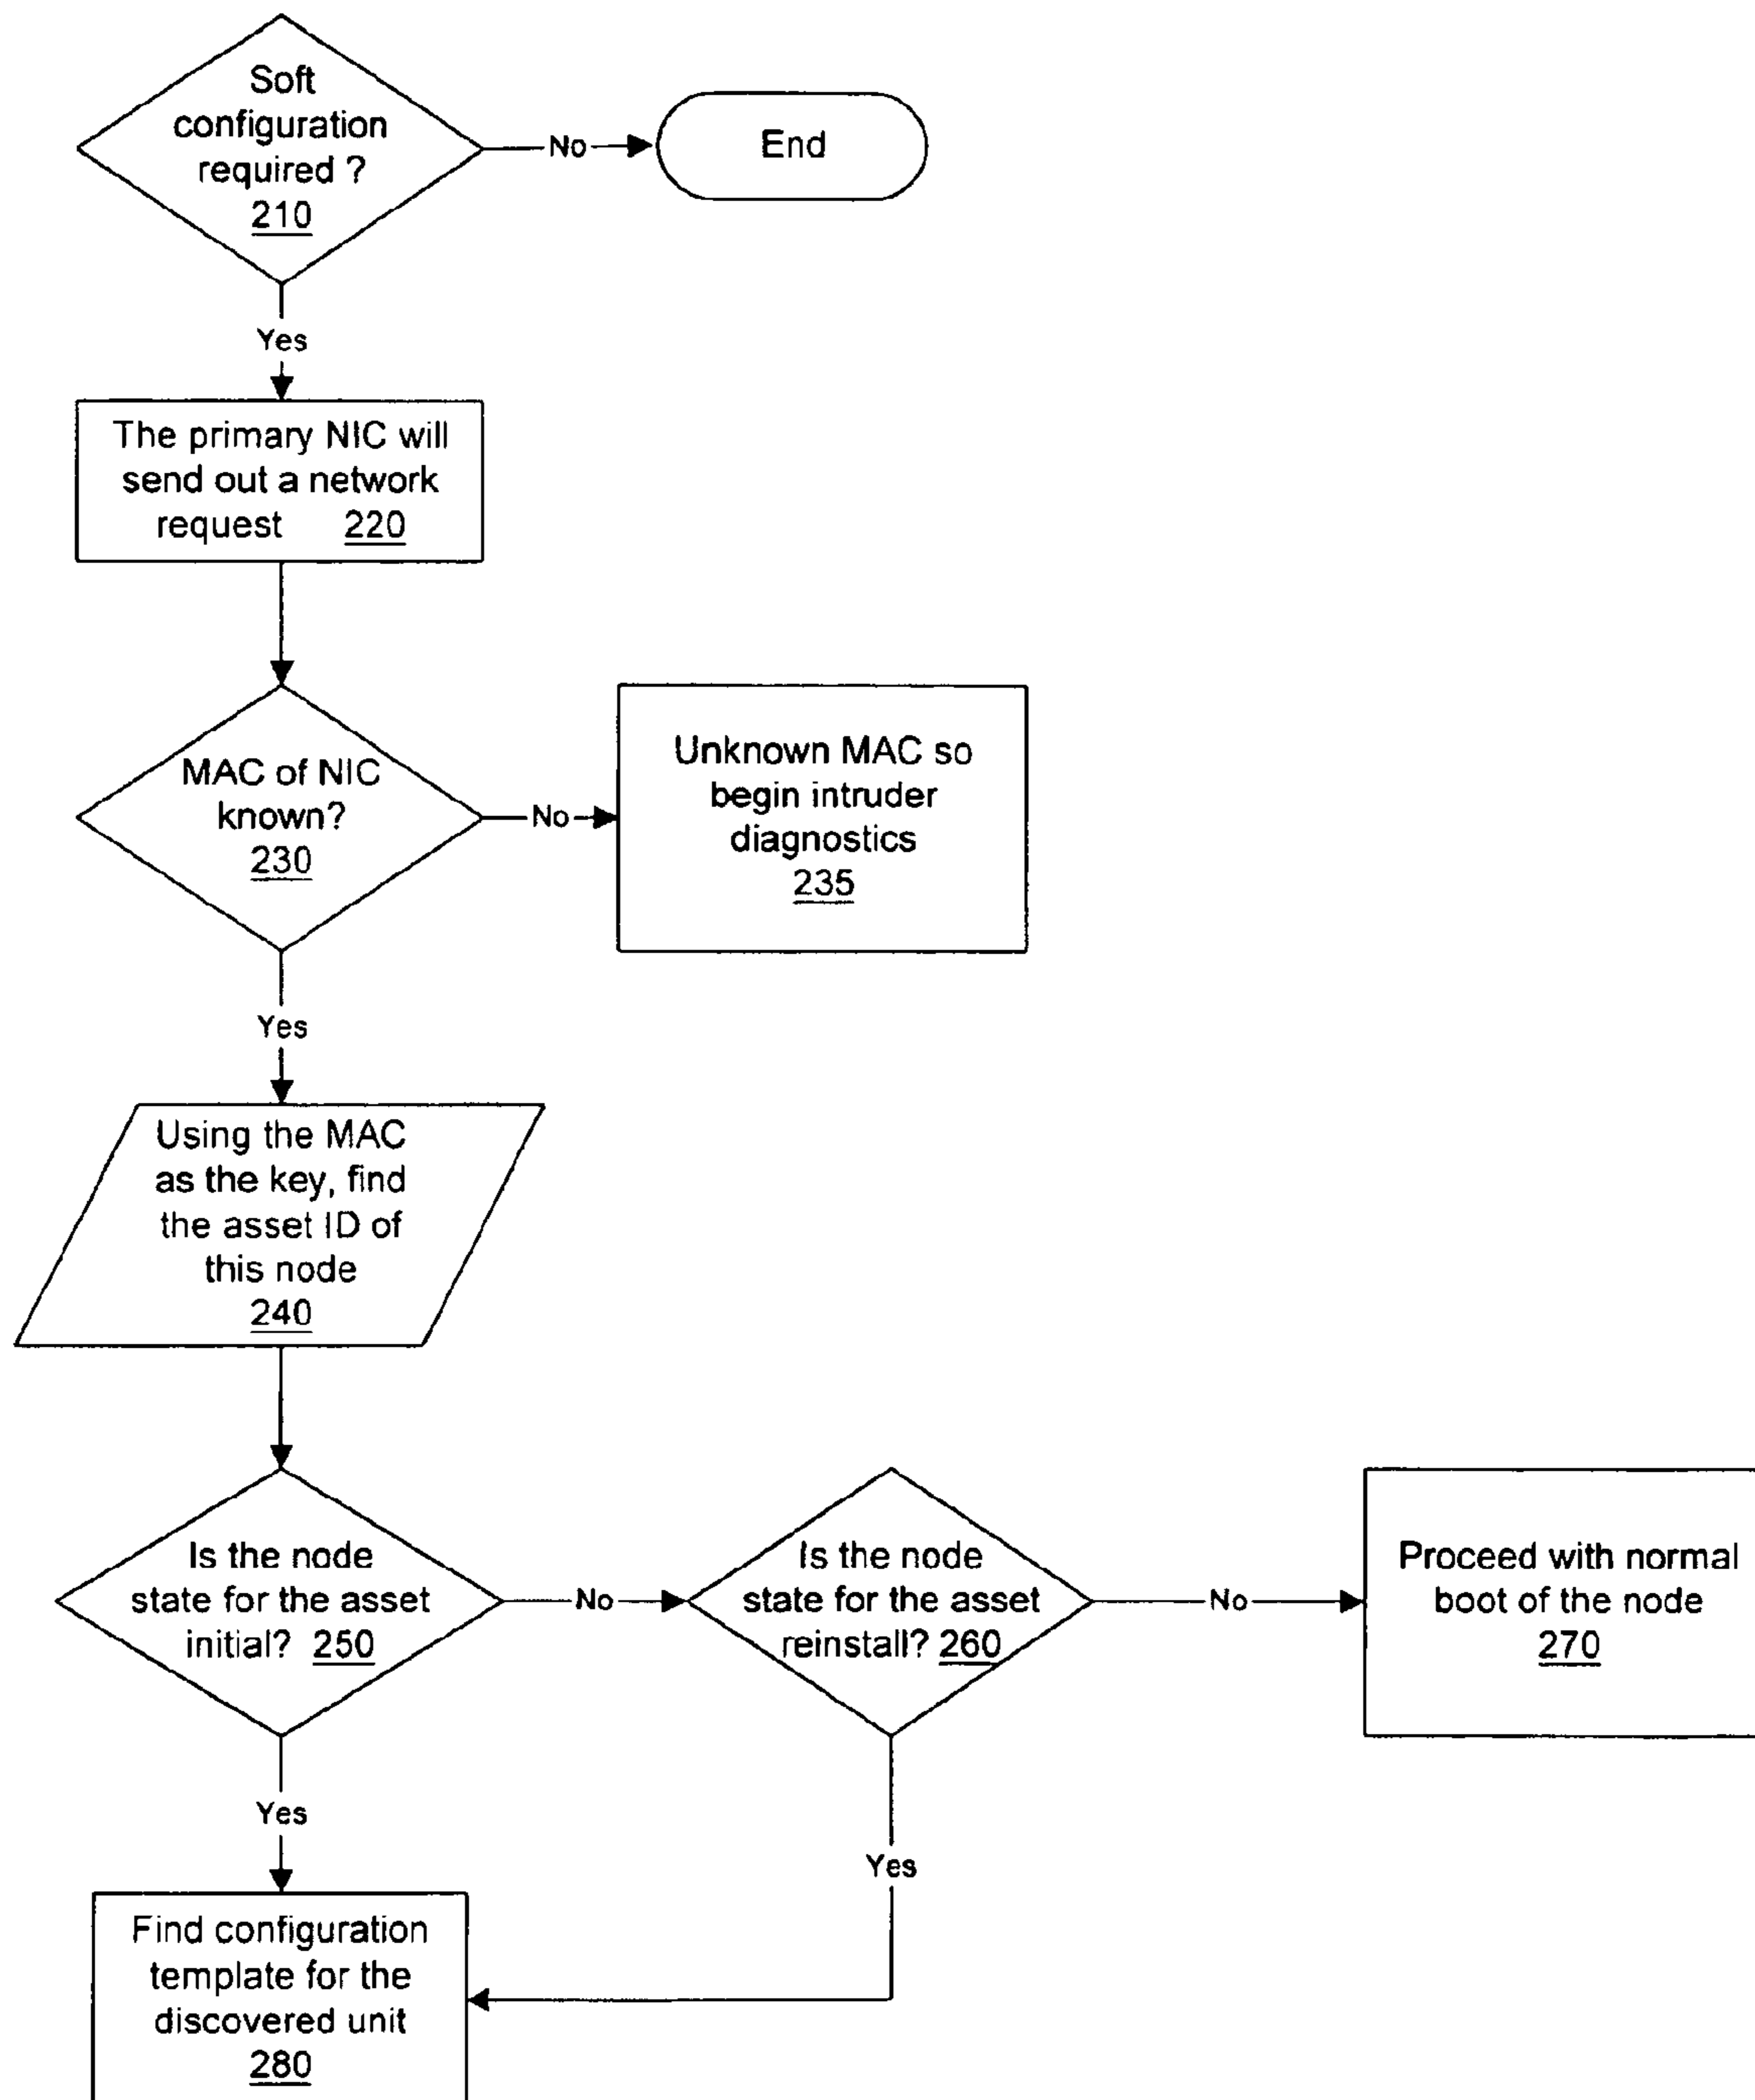 Soft
configuration
required ?
210
No
End
Yes
The primary NIC will
send out a network
request 220
MAC of NIC
known?
230
No
Unknown MAC so
begin intruder
diagnostics
235
Yes
Using the MAC
as the key, find
the asset ID of
this node
240
Is the node
state for the asset
initial? 250
No
Is the node
state for the asset
reinstall? 260
No
Proceed with normal
boot of the node
270
Yes
Yes
Find configuration
template for the
discovered unit
280